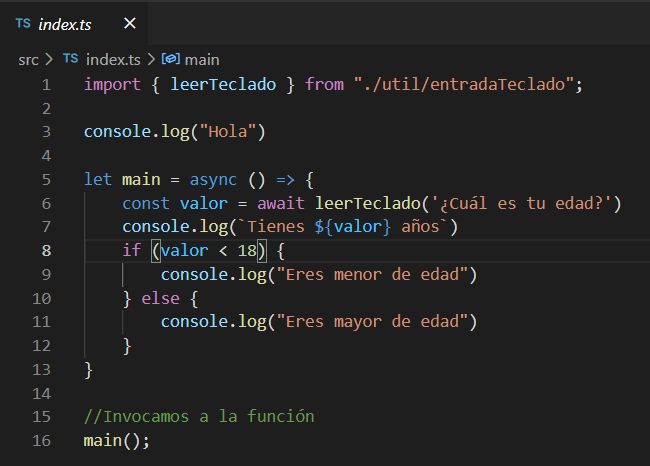 TS index.ts ×
src > TS index.ts > main
1 import { leerTeclado } from "./util/entradaTeclado";
2
3 console.log("Hola")
4
5 let main = async () => {
6     const valor = await leerTeclado('¿Cuál es tu edad?')
7     console.log(`Tienes ${valor} años`)
8     if (valor < 18) {
9         console.log("Eres menor de edad")
10     } else {
11         console.log("Eres mayor de edad")
12     }
13 }
14
15 //Invocamos a la función
16 main();